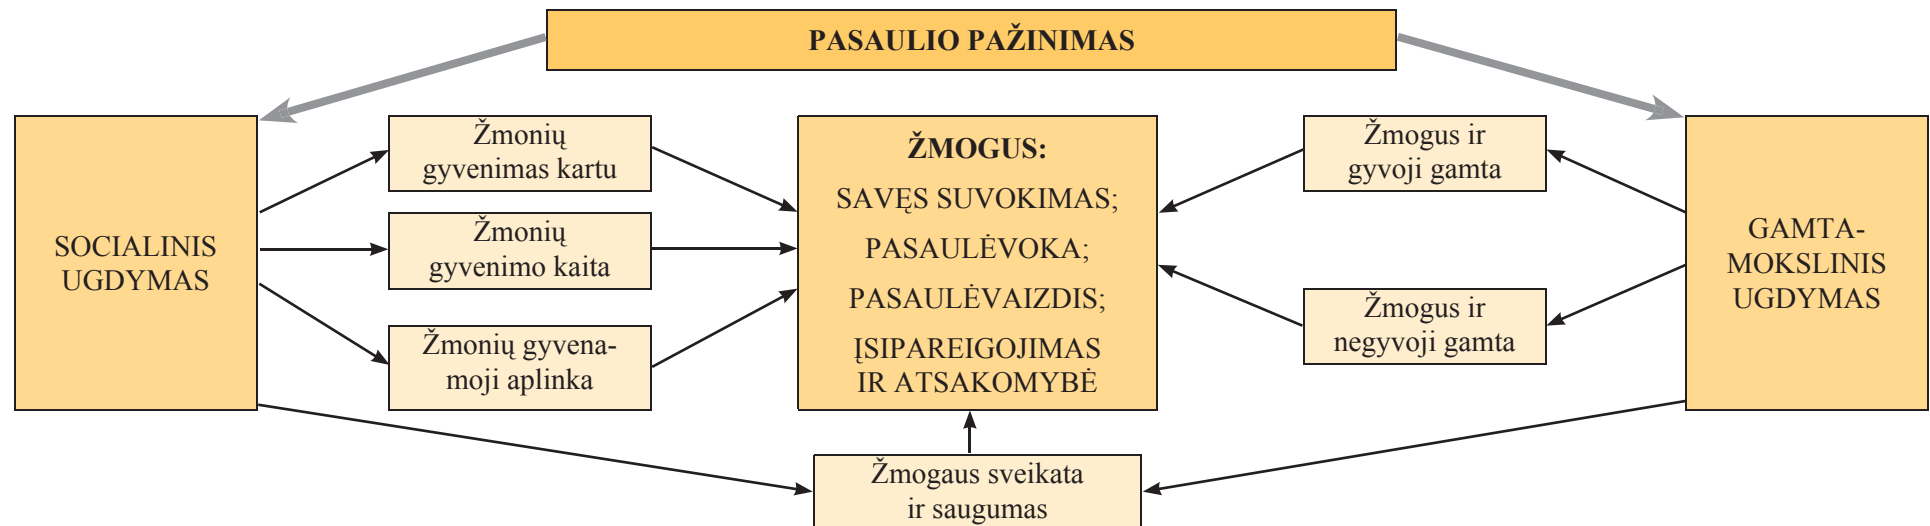 PASAULIO PAŽINIMAS
SOCIALINIS
UGDYMAS
Žmonių
gyvenimas kartu
Žmonių
gyvenimo kaita
Žmonių gyvena-
moji aplinka
ŽMOGUS:
SAVĘS SUVOKIMAS;
PASAULĖVOKA;
PASAULĖVAIZDIS;
ĮSIPAREIGOJIMAS
IR ATSAKOMYBĖ
Žmogus ir
gyvoji gamta
Žmogus ir
negyvoji gamta
GAMTA-
MOKSLINIS
UGDYMAS
Žmogaus sveikata
ir saugumas